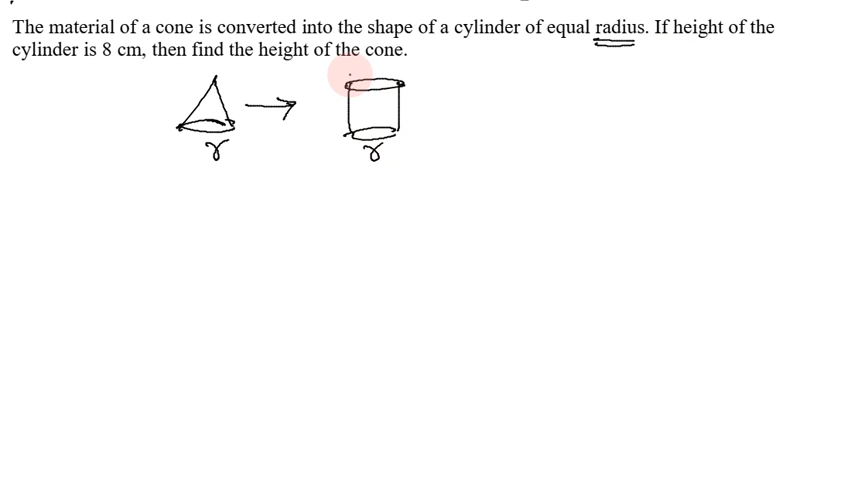 The material of a cone is converted into the shape of a cylinder of equal radius. If height of the
cylinder is 8 cm, then find the height of the cone.
r r